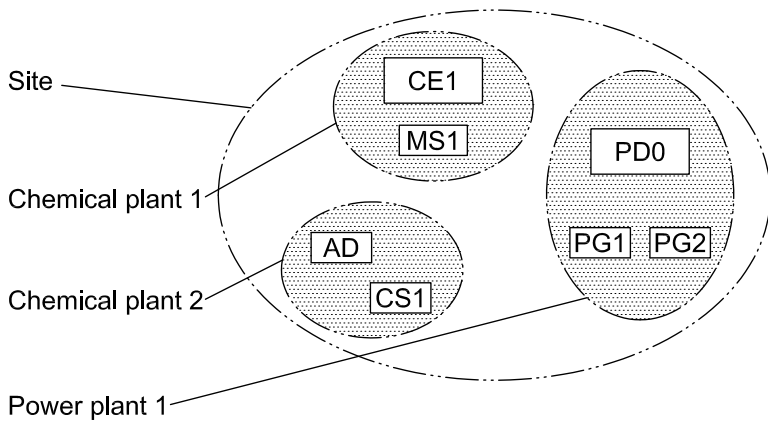 Site
Chemical plant 1
Chemical plant 2
Power plant 1
CE1
MS1
AD
CS1
PD0
PG1
PG2